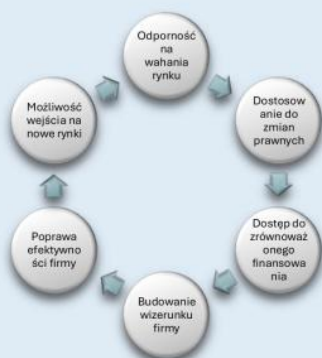 Odporność
na
wahania
rynku
Dostosow
anie do
zmian
prawnych
Dostęp do
zrównoważ
onego
finansowa
nia
Budowanie
wizerunku
firmy
Poprawa
efektywno
ści firmy
Możliwość
wejścia na
nowe rynki